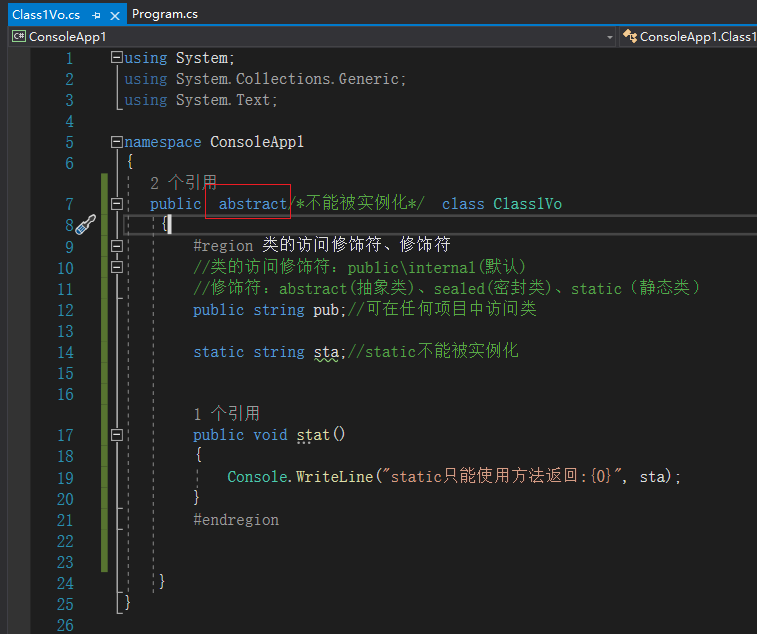 Class1Vo.cs Program.cs
C# ConsoleApp1 ConsoleApp1.Class1
1 using System;
2 using System.Collections.Generic;
3 using System.Text;
4
5 namespace ConsoleApp1
6 {
2 个引用
7 public abstract/*不能被实例化*/ class Class1Vo
8 {
9 #region 类的访问修饰符、修饰符
10 //类的访问修饰符：public\internal(默认)
11 //修饰符：abstract(抽象类)、sealed(密封类)、static（静态类）
12 public string pub;//可在任何项目中访问类
13
14 static string sta;//static不能被实例化
15
16
1 个引用
17 public void stat()
18 {
19 Console.WriteLine("static只能使用方法返回:{0}", sta);
20 }
21 #endregion
22
23
24 }
25 }
26